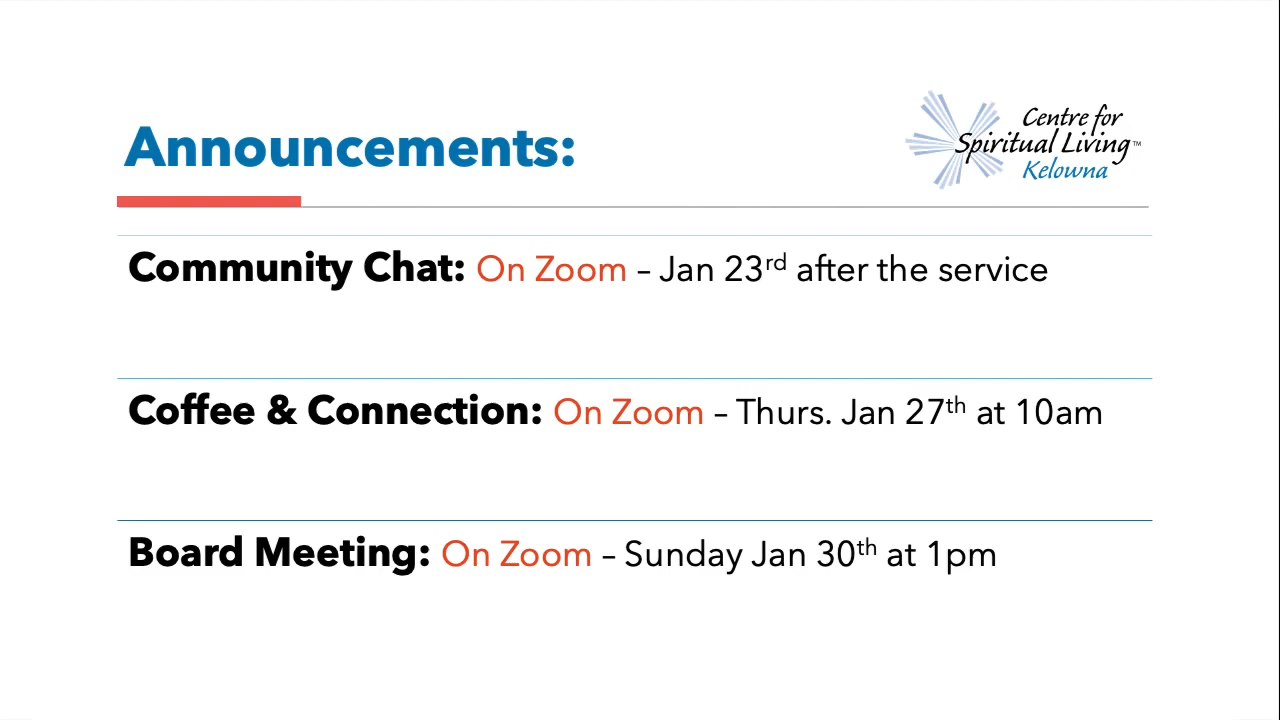 Announcements:
Centre for
Spiritual Living™
Kelowna
Community Chat: On Zoom – Jan 23rd after the service
Coffee & Connection: On Zoom – Thurs. Jan 27th at 10am
Board Meeting: On Zoom – Sunday Jan 30th at 1pm